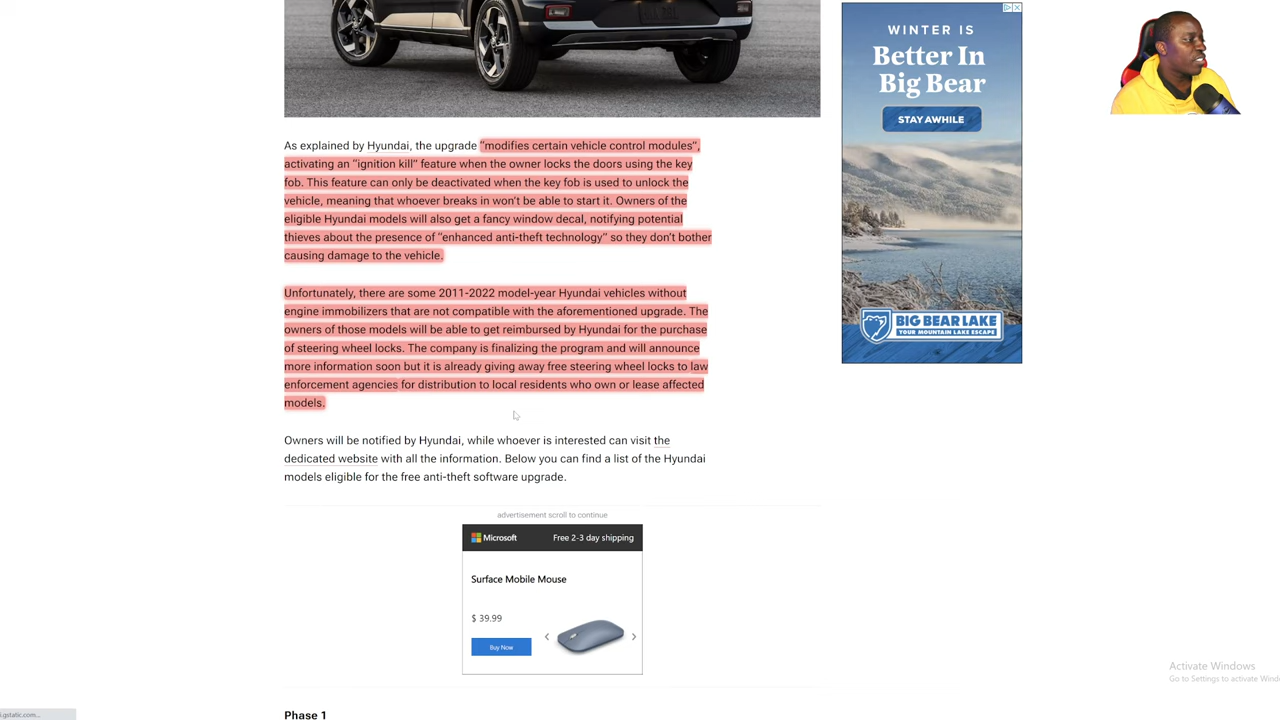 WINTER IS
Better In
Big Bear
STAY AWHILE
BIG BEAR LAKE
YOUR MOUNTAIN LAKE ESCAPE
As explained by Hyundai, the upgrade “modifies certain vehicle control modules”,
activating an “ignition kill” feature when the owner locks the doors using the key
fob. This feature can only be deactivated when the key fob is used to unlock the
vehicle, meaning that whoever breaks in won’t be able to start it. Owners of the
eligible Hyundai models will also get a fancy window decal, notifying potential
thieves about the presence of “enhanced anti-theft technology” so they don’t bother
causing damage to the vehicle.
Unfortunately, there are some 2011-2022 model-year Hyundai vehicles without
engine immobilizers that are not compatible with the aforementioned upgrade. The
owners of those models will be able to get reimbursed by Hyundai for the purchase
of steering wheel locks. The company is finalizing the program and will announce
more information soon but it is already giving away free steering wheel locks to law
enforcement agencies for distribution to local residents who own or lease affected
models.
Owners will be notified by Hyundai, while whoever is interested can visit the
dedicated website with all the information. Below you can find a list of the Hyundai
models eligible for the free anti-theft software upgrade.
advertisement scroll to continue
Microsoft Free 2-3 day shipping
Surface Mobile Mouse
$ 39.99
Buy Now
Activate Windows
Go to Settings to activate Wind
i.gstatic.com...
Phase 1